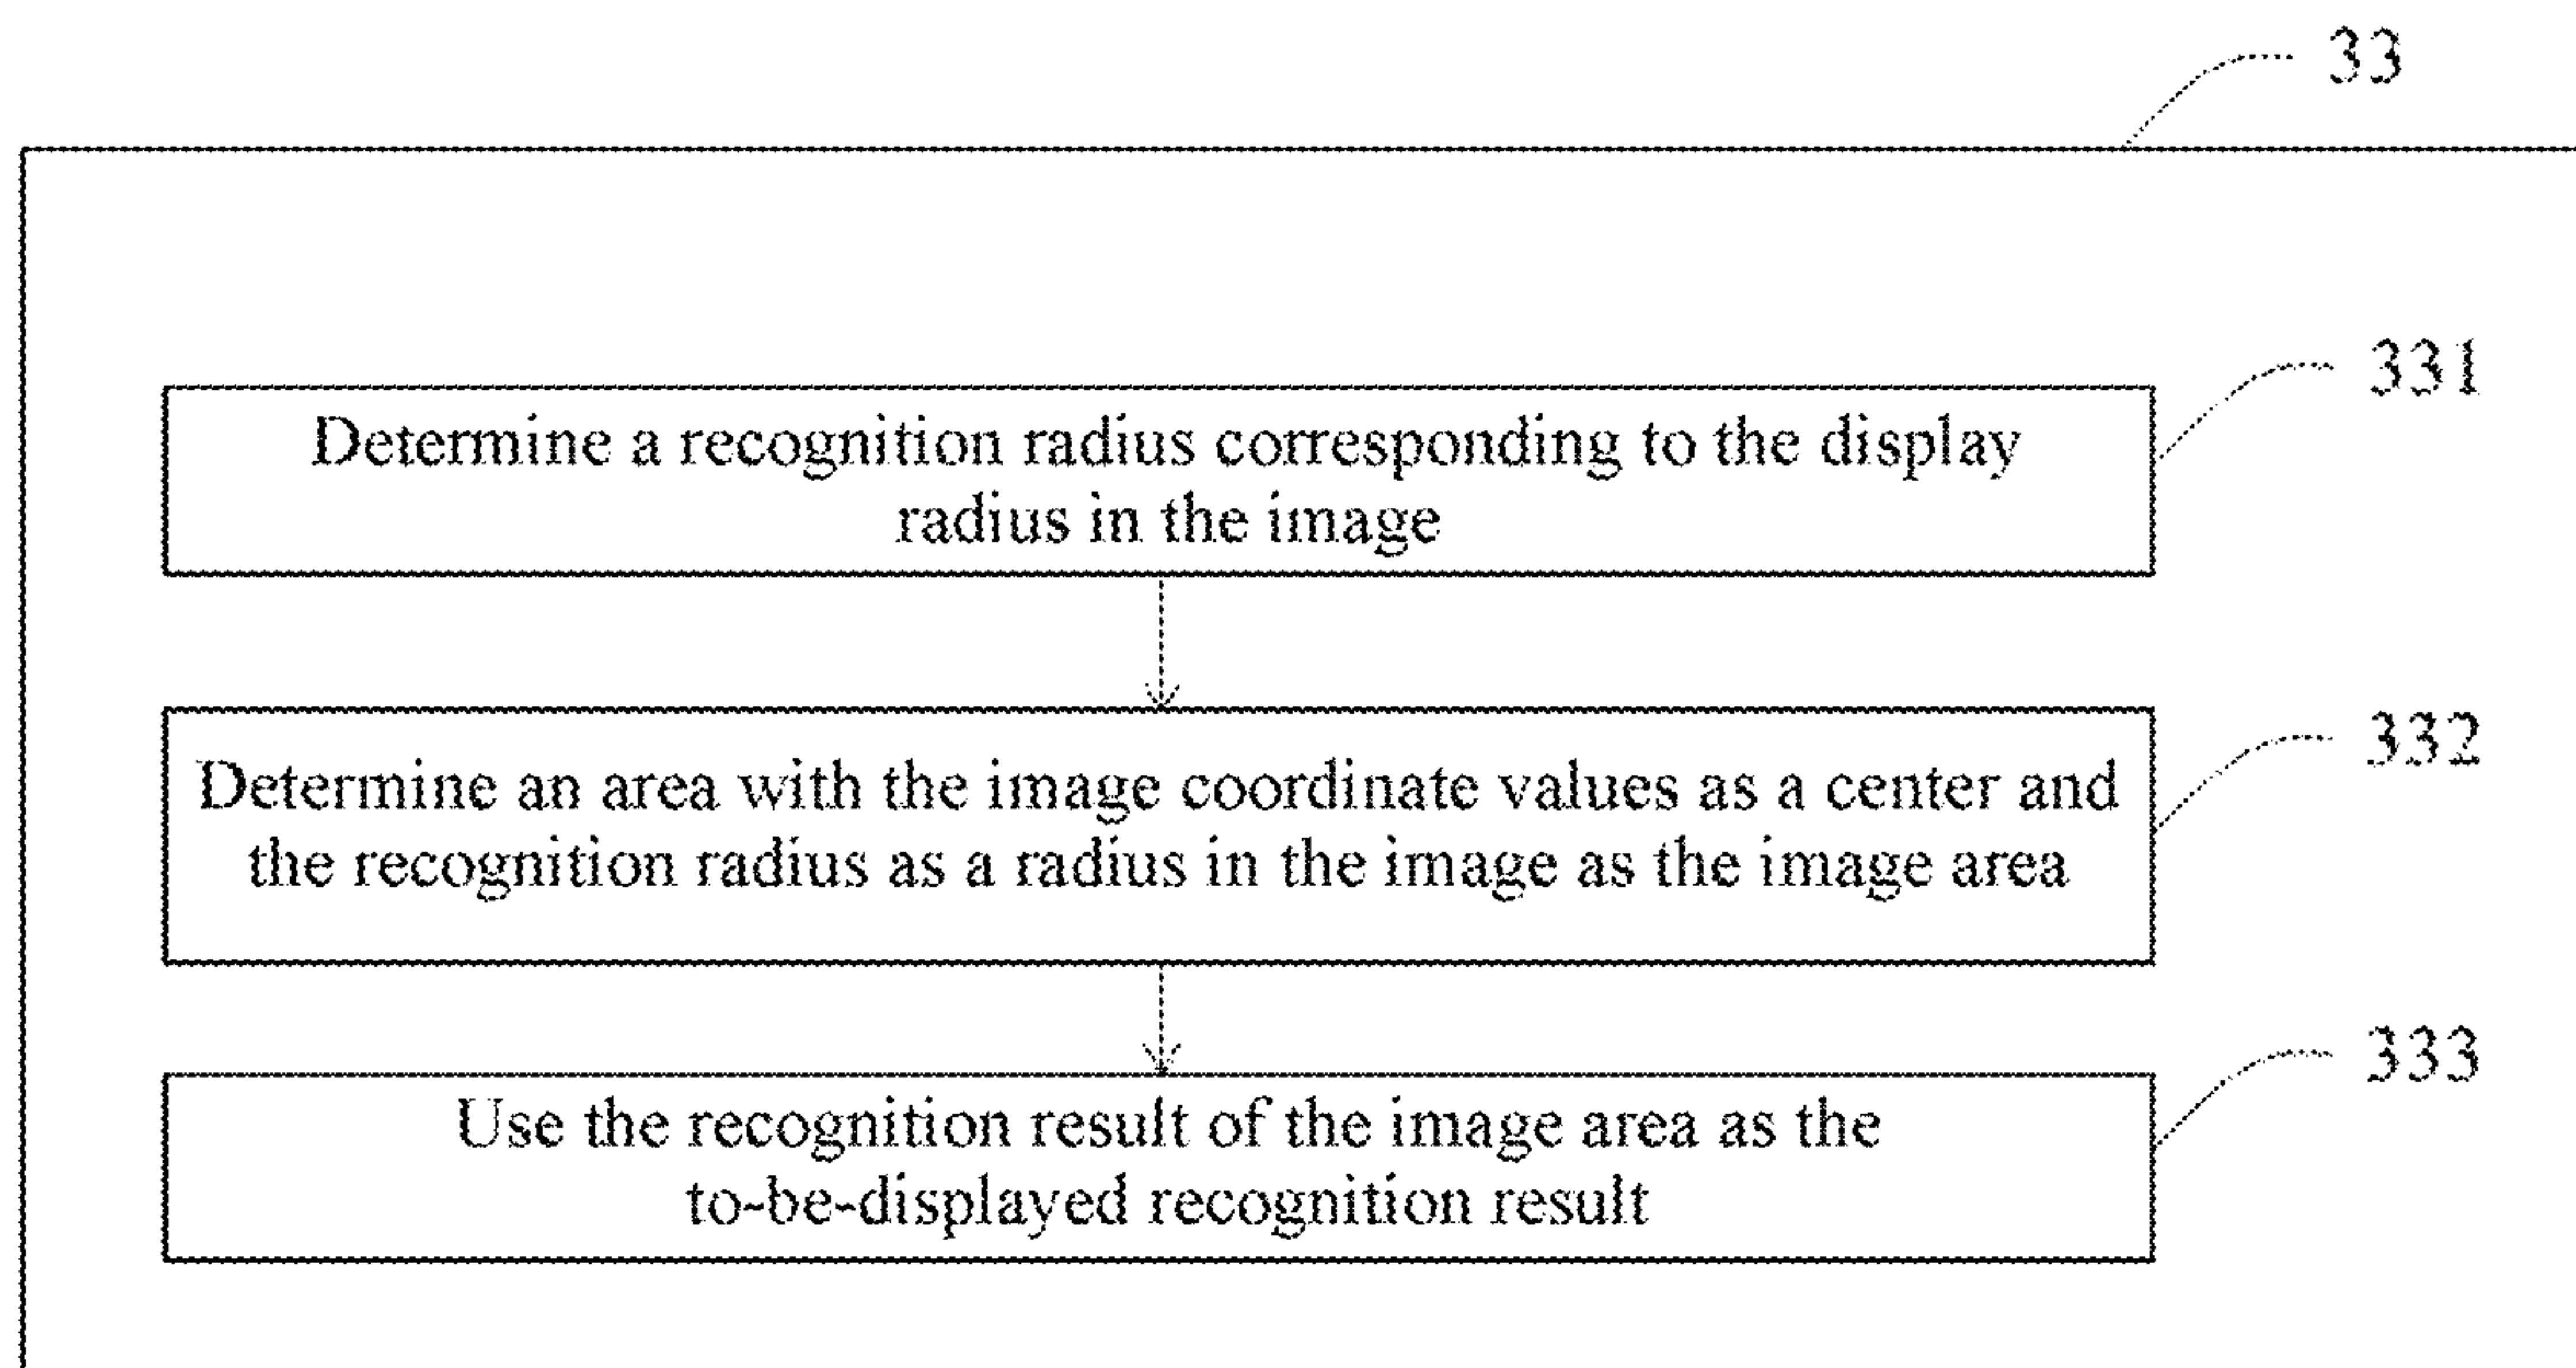 33
331
Determine a recognition radius corresponding to the display
radius in the image
332
Determine an area with the image coordinate values as a center and
the recognition radius as a radius in the image as the image area
333
Use the recognition result of the image area as the
to-be-displayed recognition result